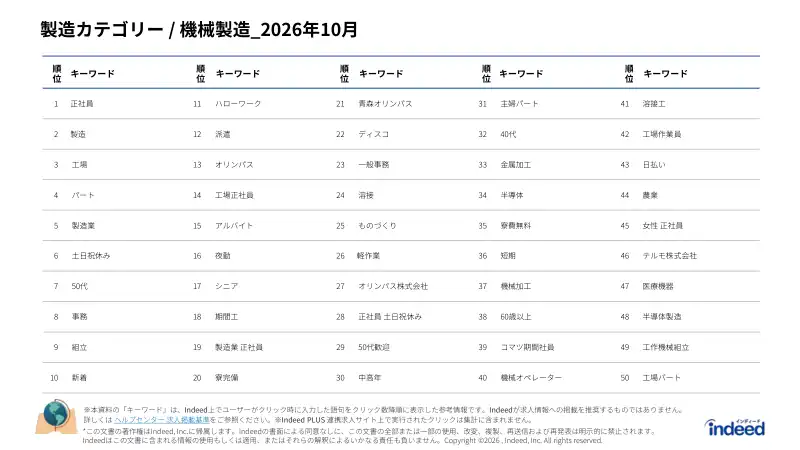 製造カテゴリー / 機械製造_2026年10月
順位 キーワード 順位 キーワード 順位 キーワード 順位 キーワード 順位 キーワード
1 正社員 11 ハローワーク 21 青森オリンパス 31 主婦パート 41 溶接工
2 製造 12 派遣 22 ディスコ 32 40代 42 工場作業員
3 工場 13 オリンパス 23 一般事務 33 金属加工 43 日払い
4 パート 14 工場正社員 24 溶接 34 半導体 44 農業
5 製造業 15 アルバイト 25 ものづくり 35 寮費無料 45 女性 正社員
6 土日祝休み 16 夜勤 26 軽作業 36 短期 46 テルモ株式会社
7 50代 17 シニア 27 オリンパス株式会社 37 機械加工 47 医療機器
8 事務 18 期間工 28 正社員 土日祝休み 38 60歳以上 48 半導体製造
9 組立 19 製造業 正社員 29 50代歓迎 39 コマツ期間社員 49 工作機械組立
10 新着 20 寮完備 30 中高年 40 機械オペレーター 50 工場パート
※本資料の「キーワード」は、Indeed上でユーザーがクリック時に入力した語句をクリック数降順に表示した参考情報です。Indeedが求人情報への掲載を推奨するものではありません。
詳しくは ヘルプセンター 求人掲載基準をご参照ください。※Indeed PLUS 連携求人サイト上で実行されたクリックは集計に含まれません。
*この文書の著作権はIndeed, Inc.に帰属します。Indeedの書面による同意なしに、この文書の全部または一部の使用、改変、複製、再送信および再発表は明示的に禁止されます。
Indeedはこの文書に含まれる情報の使用もしくは適用、またはそれらの解釈によるいかなる責任も負いません。Copyright ©2026 , Indeed, Inc. All rights reserved.
インディード
indeed